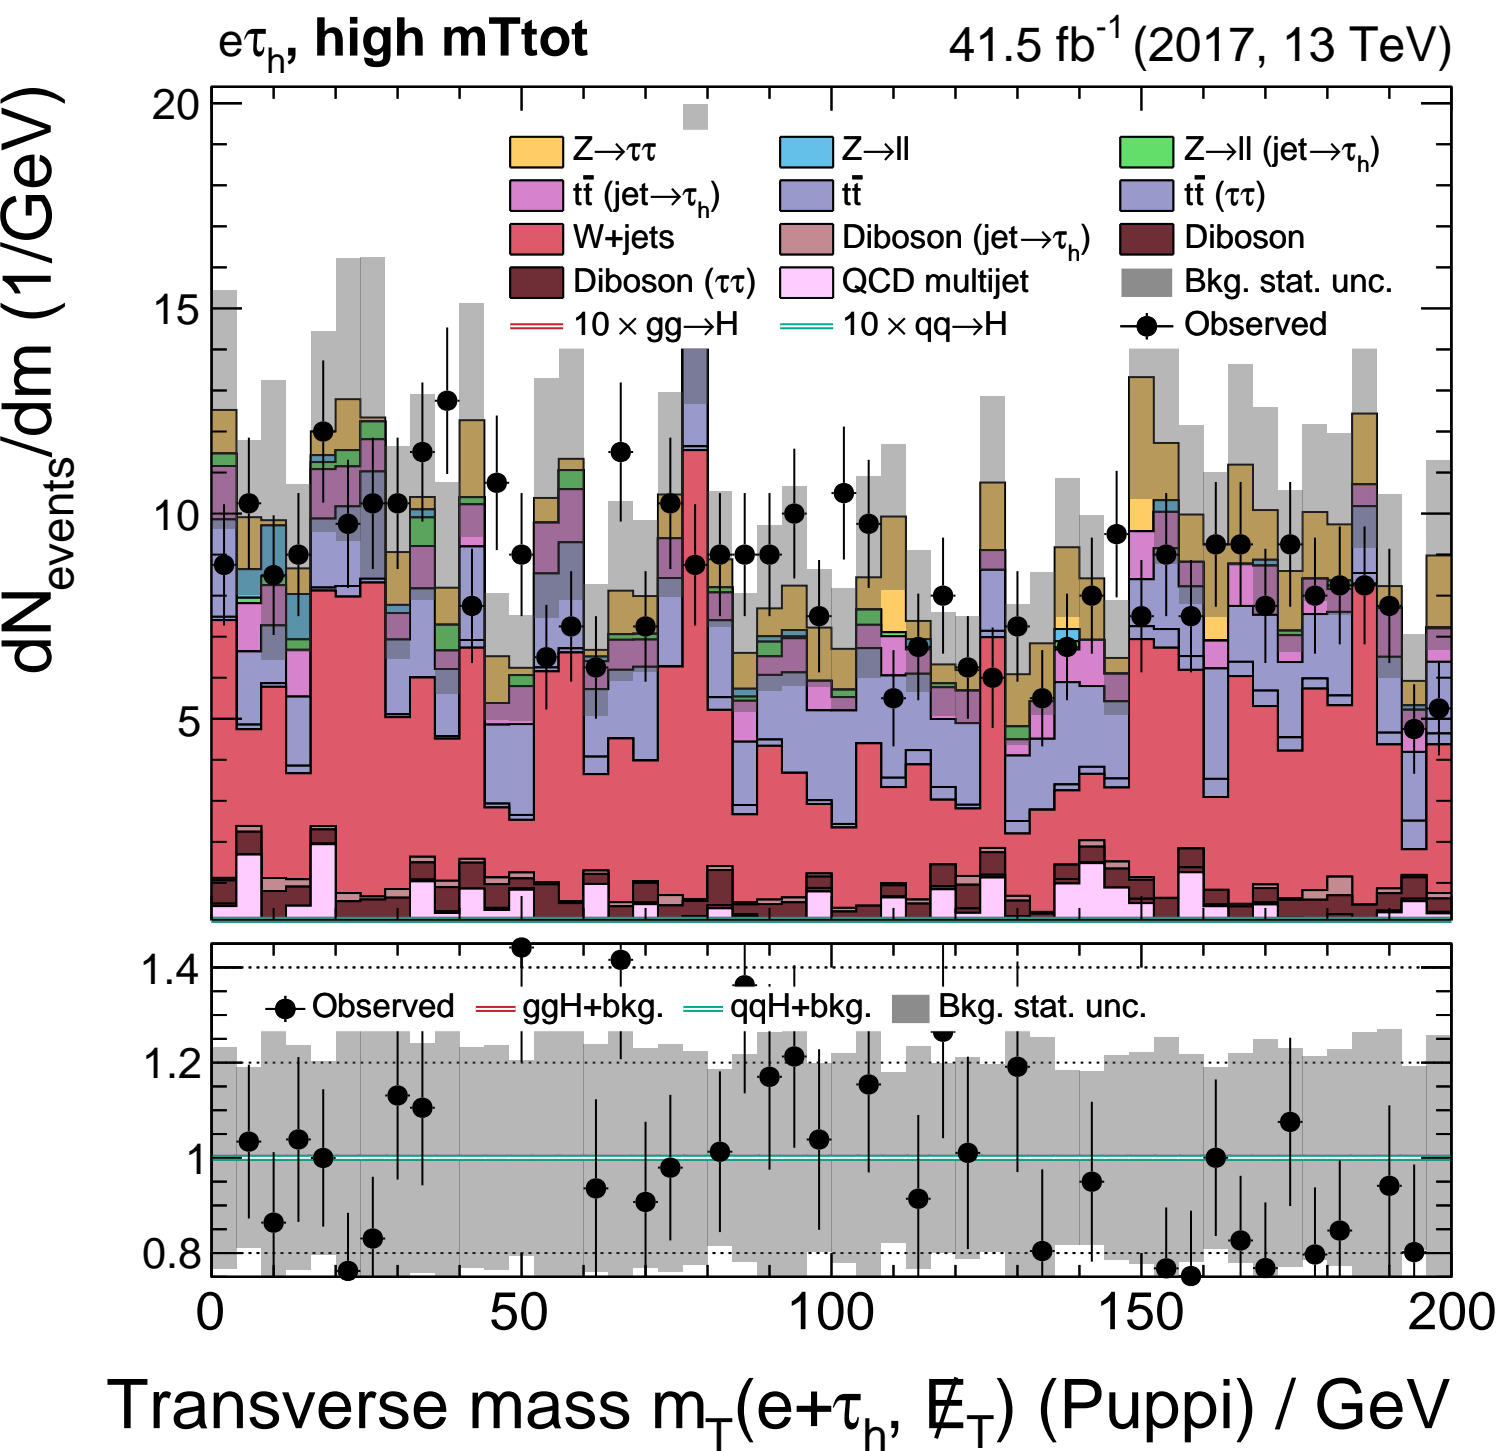 eτh, high mTtot
41.5 fb-1 (2017, 13 TeV)
dNevents/dm (1/GeV)
20
15
10
5
Z→ττ
Z→ll
Z→ll (jet→τh)
tt̄ (jet→τh)
tt̄
tt̄ (ττ)
W+jets
Diboson (jet→τh)
Diboson
Diboson (ττ)
QCD multijet
Bkg. stat. unc.
10 × gg→H
10 × qq→H
Observed
1.4
1.2
1
0.8
Observed
ggH+bkg.
qqH+bkg.
Bkg. stat. unc.
0
50
100
150
200
Transverse mass mT(e+τh, E̸T) (Puppi) / GeV